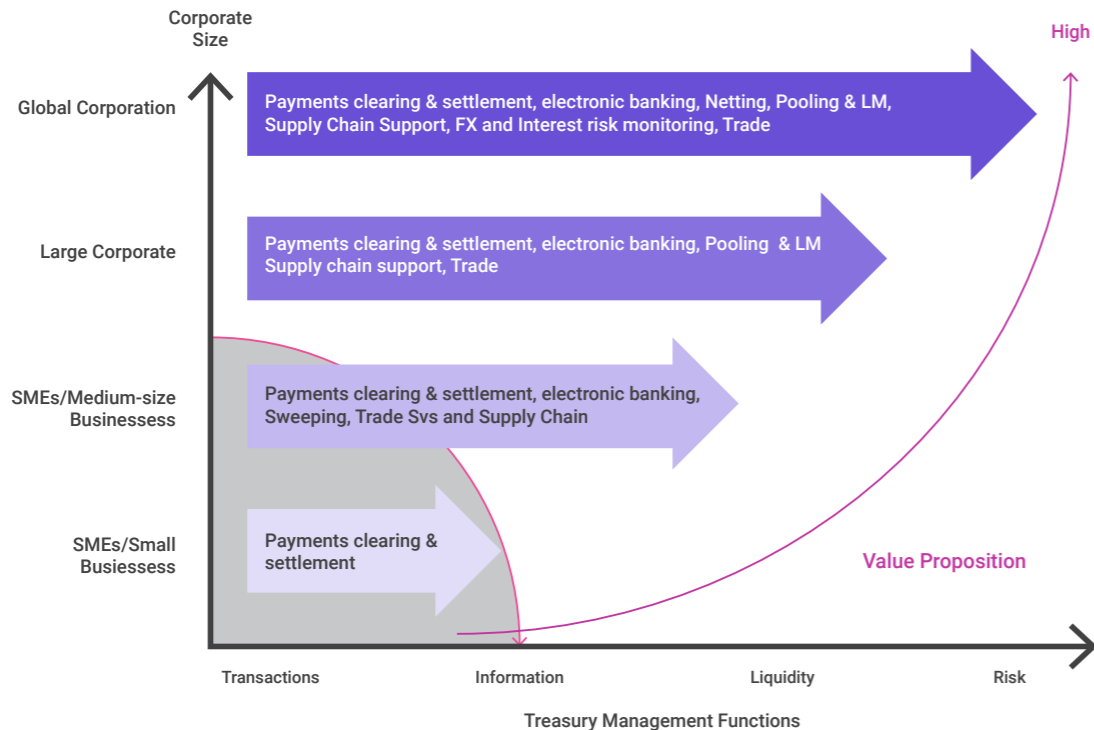 Corporate
Size
High
Global Corporation
Payments clearing & settlement, electronic banking, Netting, Pooling & LM,
Supply Chain Support, FX and Interest risk monitoring, Trade
Large Corporate
Payments clearing & settlement, electronic banking, Pooling & LM
Supply chain support, Trade
SMEs/Medium-size
Businessess
Payments clearing & settlement, electronic banking,
Sweeping, Trade Svs and Supply Chain
SMEs/Small
Busiessess
Payments clearing &
settlement
Value Proposition
Transactions
Information
Liquidity
Risk
Treasury Management Functions